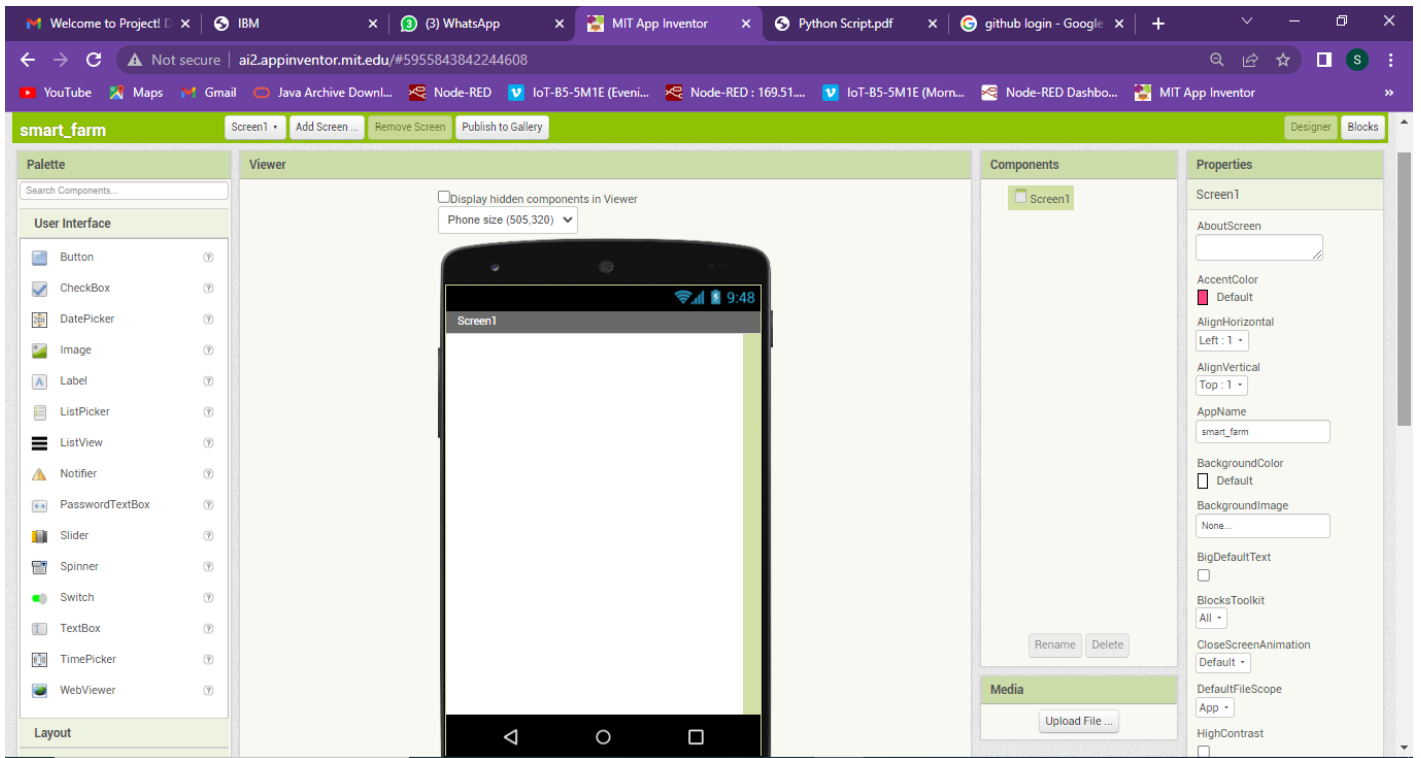 Welcome to Project! D
IBM
(3) WhatsApp
MIT App Inventor
Python Script.pdf
github login - Google
Not secure
ai2.appinventor.mit.edu/#5955843842244608
S
YouTube
Maps
Gmail
Java Archive Downl...
Node-RED
IoT-B5-5M1E (Eveni...
Node-RED : 169.51....
IoT-B5-5M1E (Morn...
Node-RED Dashbo...
MIT App Inventor
»
smart_farm
Screen1
Add Screen ...
Remove Screen
Publish to Gallery
Designer
Blocks
Palette
Search Components...
User Interface
Button
CheckBox
DatePicker
Image
Label
ListPicker
ListView
Notifier
PasswordTextBox
Slider
Spinner
Switch
TextBox
TimePicker
WebViewer
Layout
Viewer
Display hidden components in Viewer
Phone size (505,320)
9:48
Screen1
Components
Screen1
Rename
Delete
Media
Upload File ...
Properties
Screen1
AboutScreen
AccentColor
Default
AlignHorizontal
Left : 1
AlignVertical
Top : 1
AppName
smart_farm
BackgroundColor
Default
BackgroundImage
None...
BigDefaultText
BlocksToolkit
All
CloseScreenAnimation
Default
DefaultFileScope
App
HighContrast